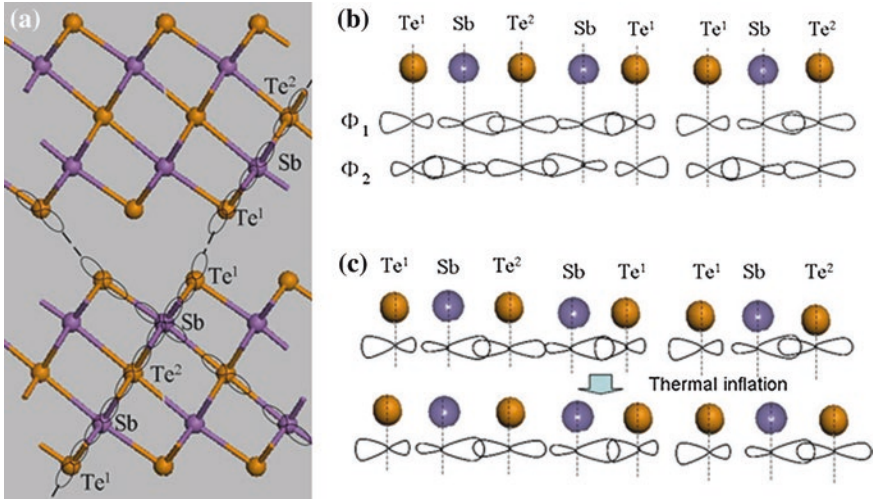 (a)
Te²
Sb
Te¹
Te¹
Sb
Te²
Sb
Te¹
(b)
Te¹ Sb Te² Sb Te¹ Te¹ Sb Te²
Φ₁
Φ₂
(c)
Te¹ Sb Te² Sb Te¹ Te¹ Sb Te²
Thermal inflation